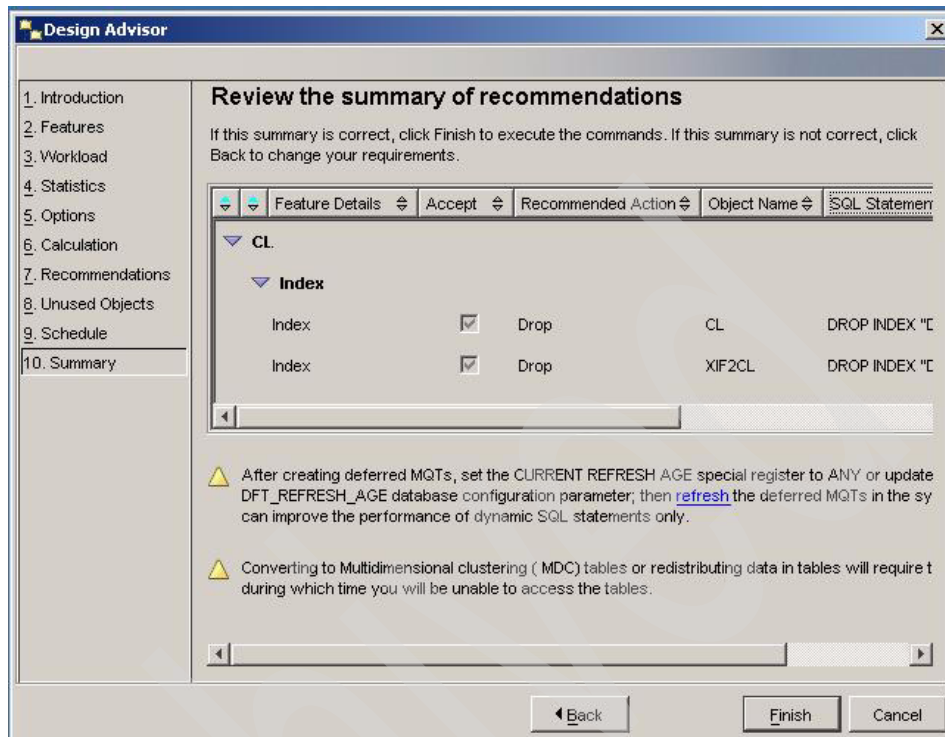 Design Advisor
1. Introduction
2. Features
3. Workload
4. Statistics
5. Options
6. Calculation
7. Recommendations
8. Unused Objects
9. Schedule
10. Summary
Review the summary of recommendations
If this summary is correct, click Finish to execute the commands. If this summary is not correct, click
Back to change your requirements.
Feature Details Accept Recommended Action Object Name SQL Statemen
CL.
Index
Index Drop CL DROP INDEX "D
Index Drop XIF2CL DROP INDEX "D
After creating deferred MQTs, set the CURRENT REFRESH AGE special register to ANY or update
DFT_REFRESH_AGE database configuration parameter; then refresh the deferred MQTs in the sy
can improve the performance of dynamic SQL statements only.
Converting to Multidimensional clustering ( MDC) tables or redistributing data in tables will require t
during which time you will be unable to access the tables.
Back Finish Cancel